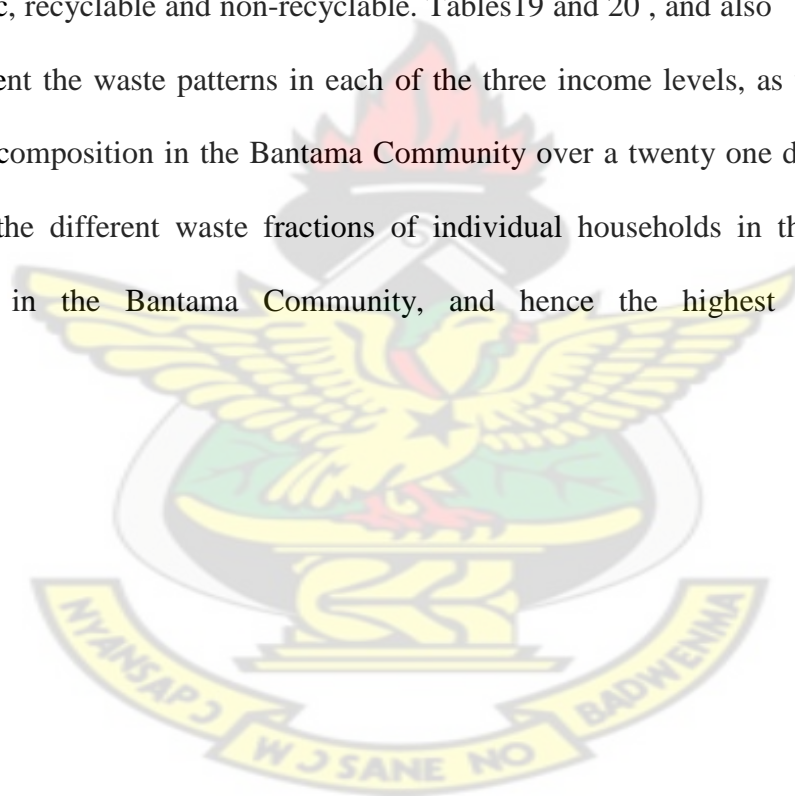 c, recyclable and non-recyclable. Tables19 and 20 , and also
ent the waste patterns in each of the three income levels, as
composition in the Bantama Community over a twenty one d
the different waste fractions of individual households in th
in the Bantama Community, and hence the highest
NYANSAPƆ
WƆ SANE NO
BADWENMA